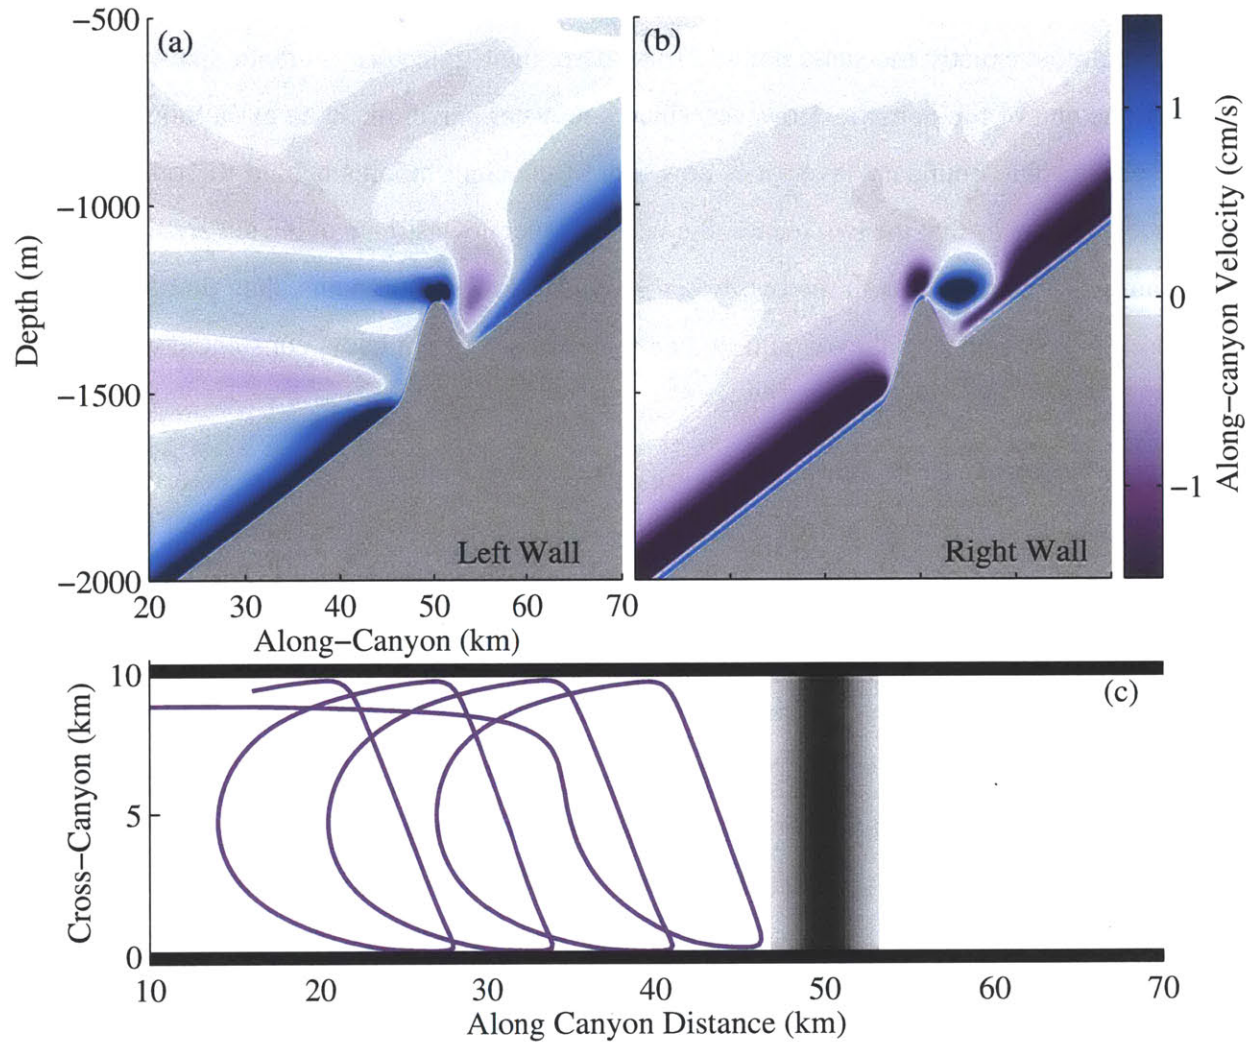 (a)
(b)
−500
−1000
−1500
−2000
Depth (m)
20 30 40 50 60 70
Along−Canyon (km)
Left Wall
Right Wall
1
0
−1
Along−canyon Velocity (cm/s)
(c)
10
5
0
Cross−Canyon (km)
10 20 30 40 50 60 70
Along Canyon Distance (km)